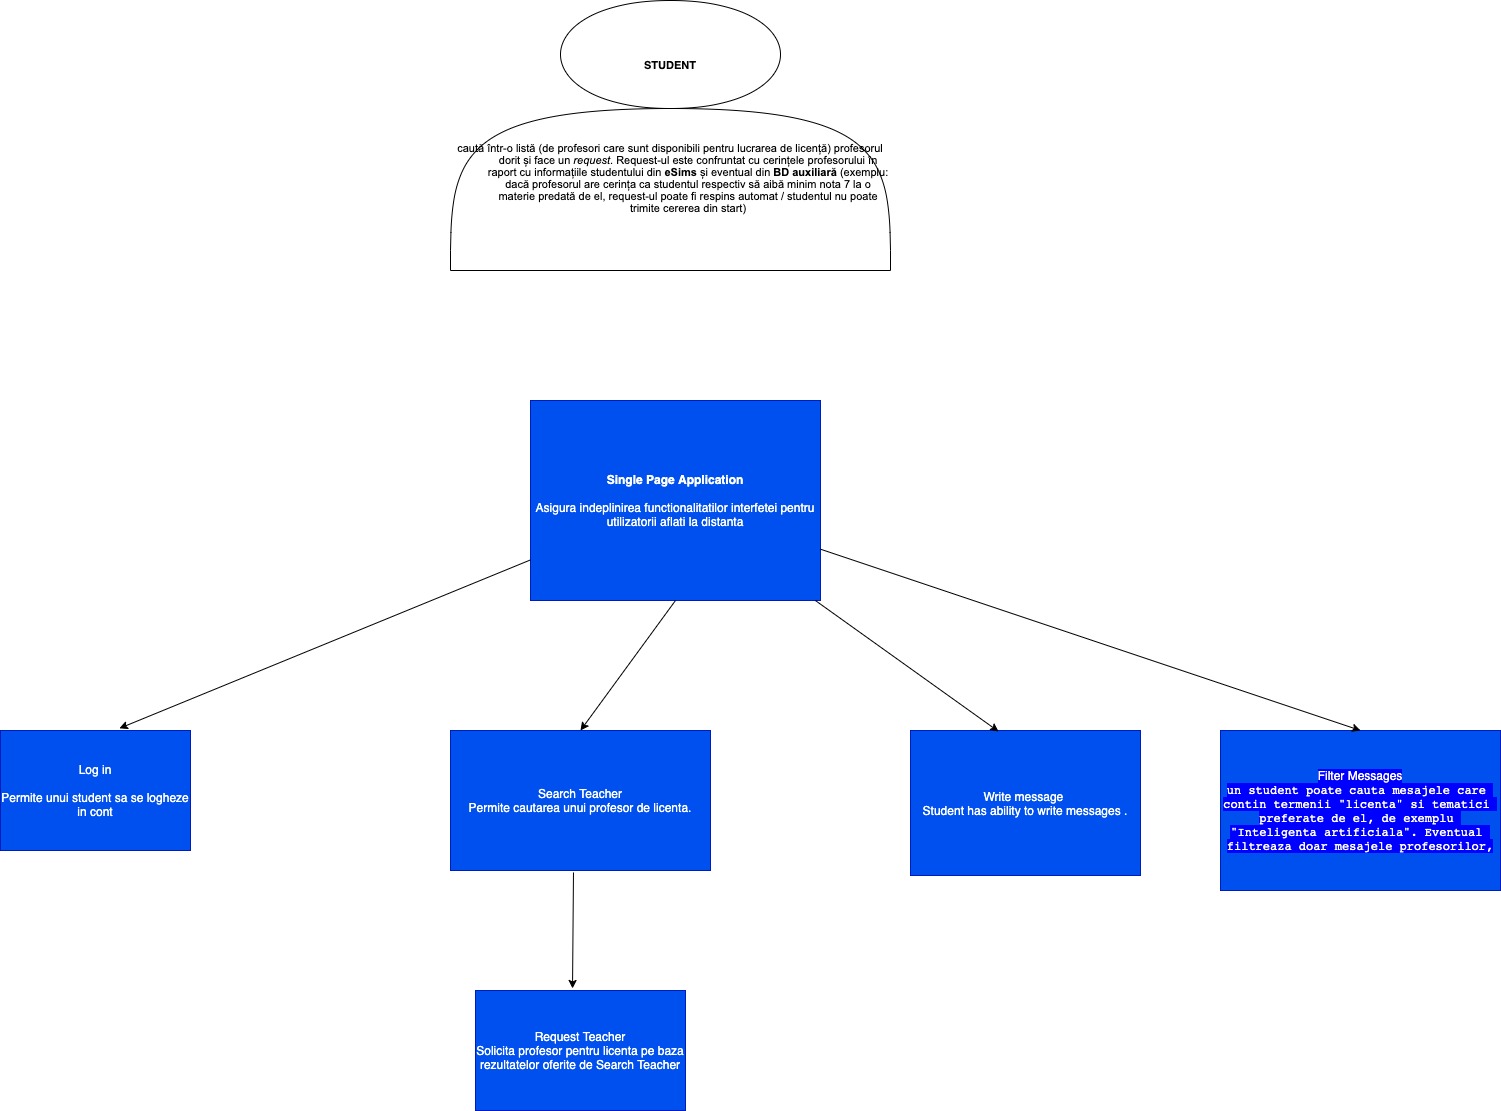 STUDENT
caută într-o listă (de profesori care sunt disponibili pentru lucrarea de licență) profesorul
dorit și face un request. Request-ul este confruntat cu cerințele profesorului în
raport cu informațiile studentului din eSims și eventual din BD auxiliară (exemplu:
dacă profesorul are cerința ca studentul respectiv să aibă minim nota 7 la o
materie predată de el, request-ul poate fi respins automat / studentul nu poate
trimite cererea din start)
Single Page Application
Asigura indeplinirea functionalitatilor interfetei pentru
utilizatorii aflati la distanta
Log in
Permite unui student sa se logheze
in cont
Search Teacher
Permite cautarea unui profesor de licenta.
Write message
Student has ability to write messages .
Filter Messages
un student poate cauta mesajele care
contin termenii "licenta" si tematici
preferate de el, de exemplu
"Inteligenta artificiala". Eventual
filtreaza doar mesajele profesorilor,
Request Teacher
Solicita profesor pentru licenta pe baza
rezultatelor oferite de Search Teacher